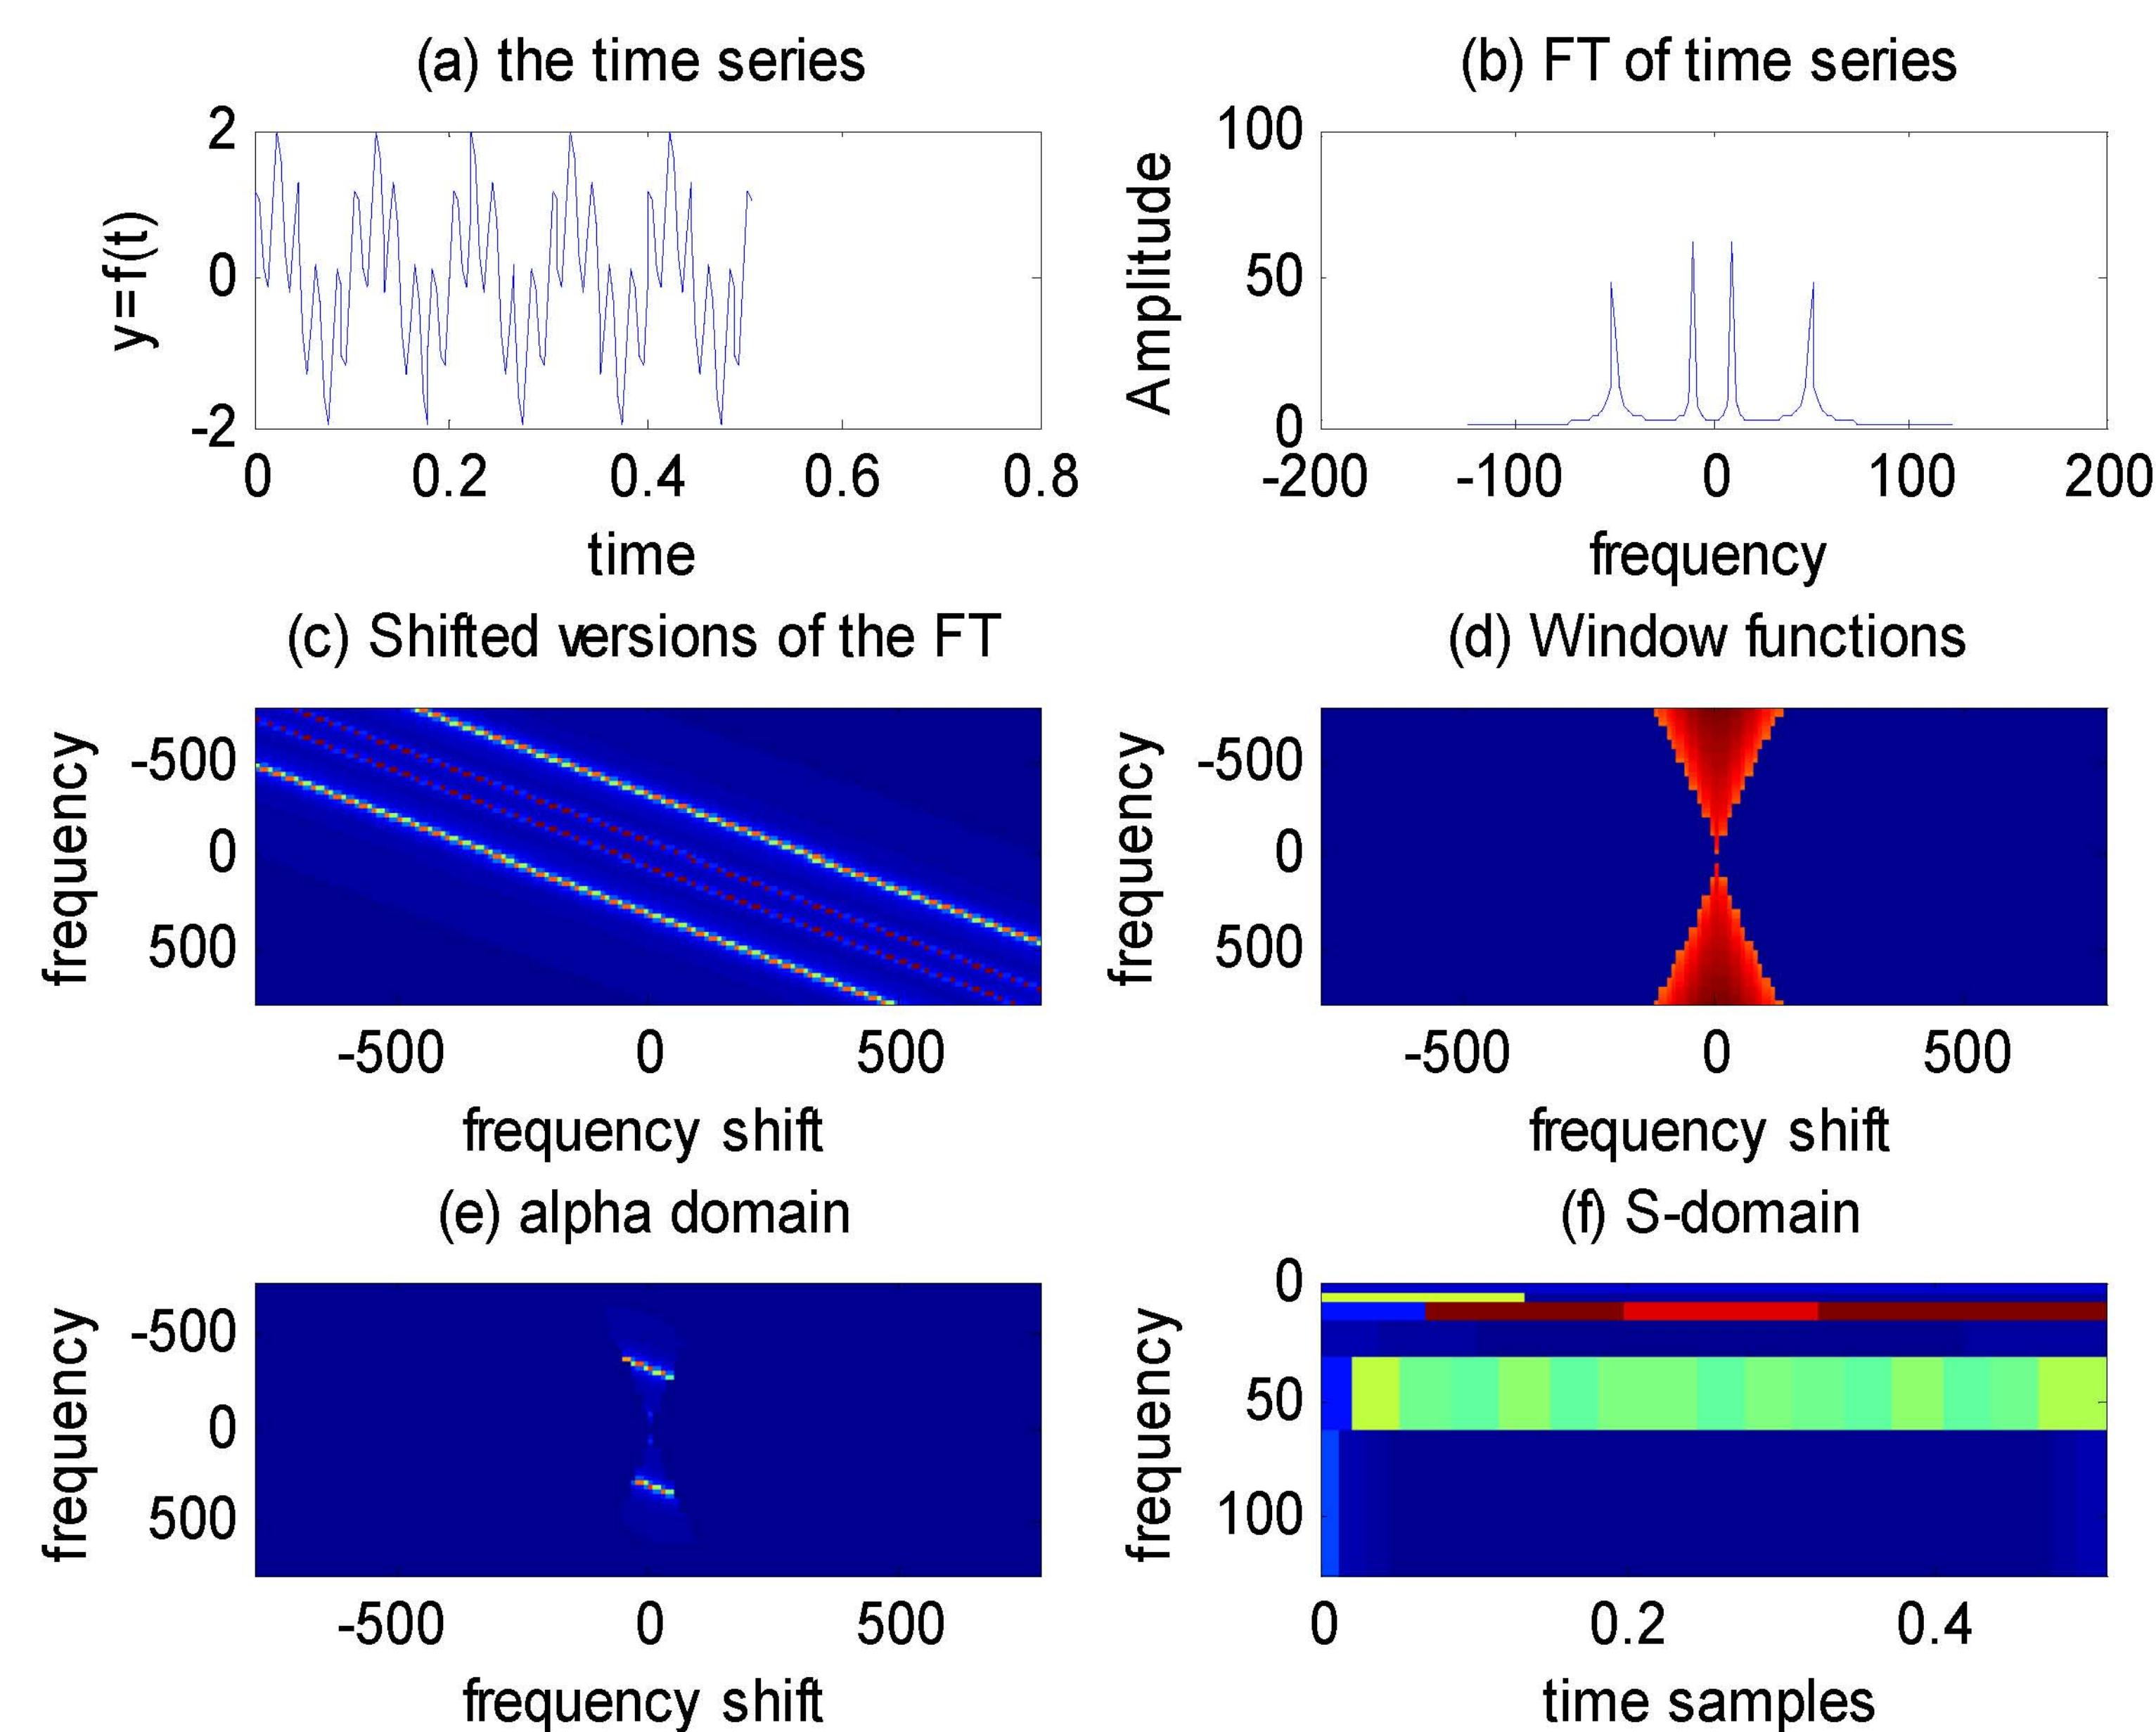 (a) the time series
2
0
-2
y=f(t)
0 0.2 0.4 0.6 0.8
time
(b) FT of time series
100
50
0
Amplitude
-200 -100 0 100 200
frequency
(c) Shifted versions of the FT
-500
0
500
frequency
-500 0 500
frequency shift
(d) Window functions
-500
0
500
frequency
-500 0 500
frequency shift
(e) alpha domain
-500
0
500
frequency
-500 0 500
frequency shift
(f) S-domain
0
50
100
frequency
0 0.2 0.4
time samples